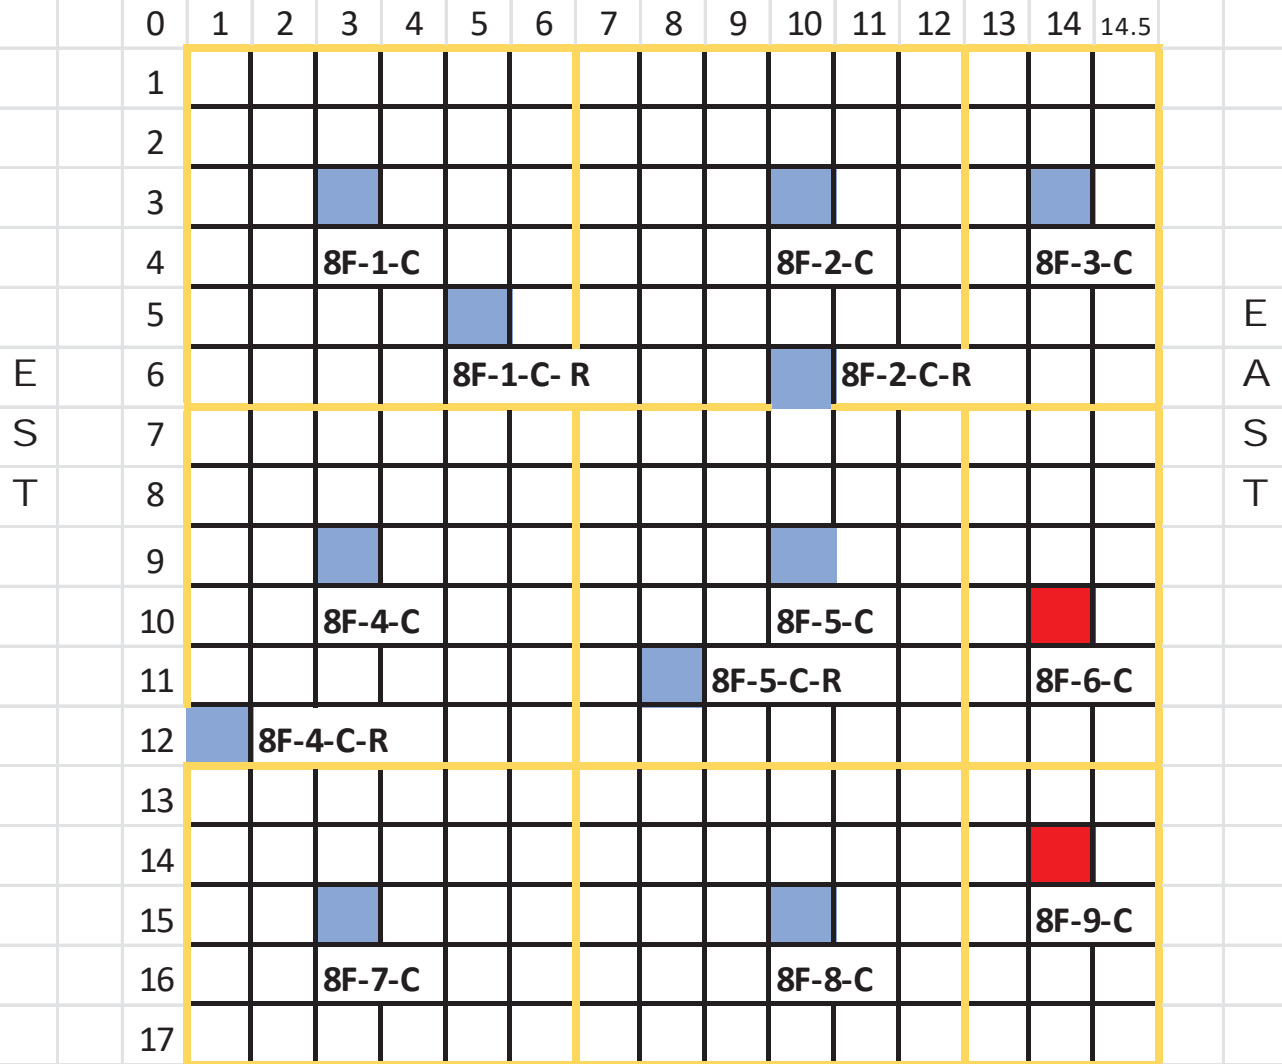 0 1 2 3 4 5 6 7 8 9 10 11 12 13 14 14.5
1
2
3
4 8F-1-C 8F-2-C 8F-3-C
5 E
E 6 8F-1-C- R 8F-2-C-R A
S 7 S
T 8 T
9
10 8F-4-C 8F-5-C
11 8F-5-C-R 8F-6-C
12 8F-4-C-R
13
14
15 8F-9-C
16 8F-7-C 8F-8-C
17